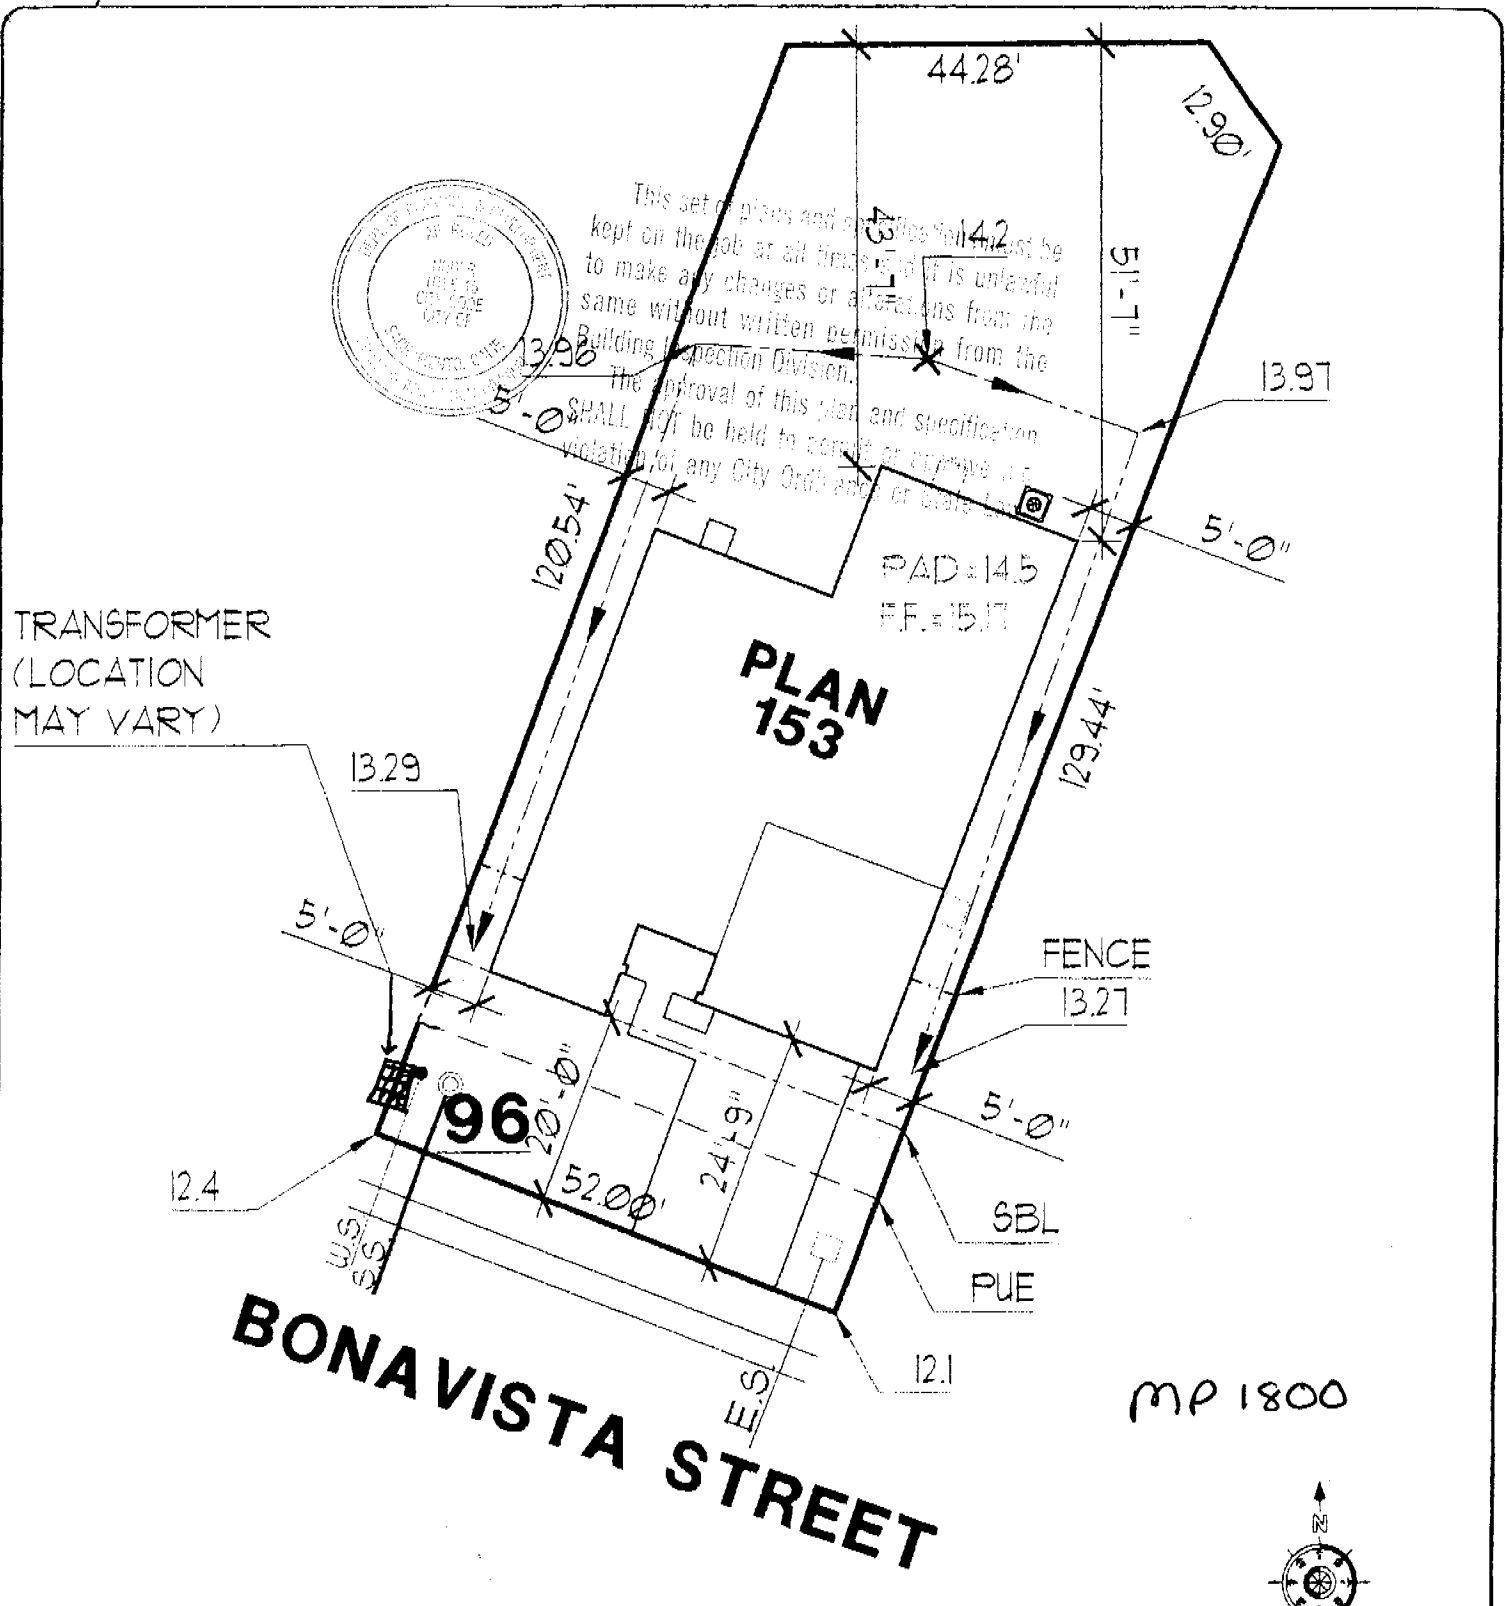 44.28'
12.90'
This set of plans and specification must be
kept on the job at all times and it is unlawful
to make any changes or alterations from the
same without written permission from the
Building Inspection Division.
The approval of this plan and specification
SHALL NOT be held to permit or approve
violation of any City Ordinance or State Law
CITY CODE
CITY OF
43'-7"
14.2
51'-7"
13.96
13.97
5'-0"
5'-0"
120.54'
PAD=14.5
F.F.=15.17
TRANSFORMER
(LOCATION
MAY VARY)
PLAN
153
129.44'
13.29
5'-0"
FENCE
13.27
96
20'-0"
24'-9"
5'-0"
12.4
52.00'
SBL
PUE
W.S.
S.S.
E.S.
12.1
BONAVISTA STREET
MP 1800
N